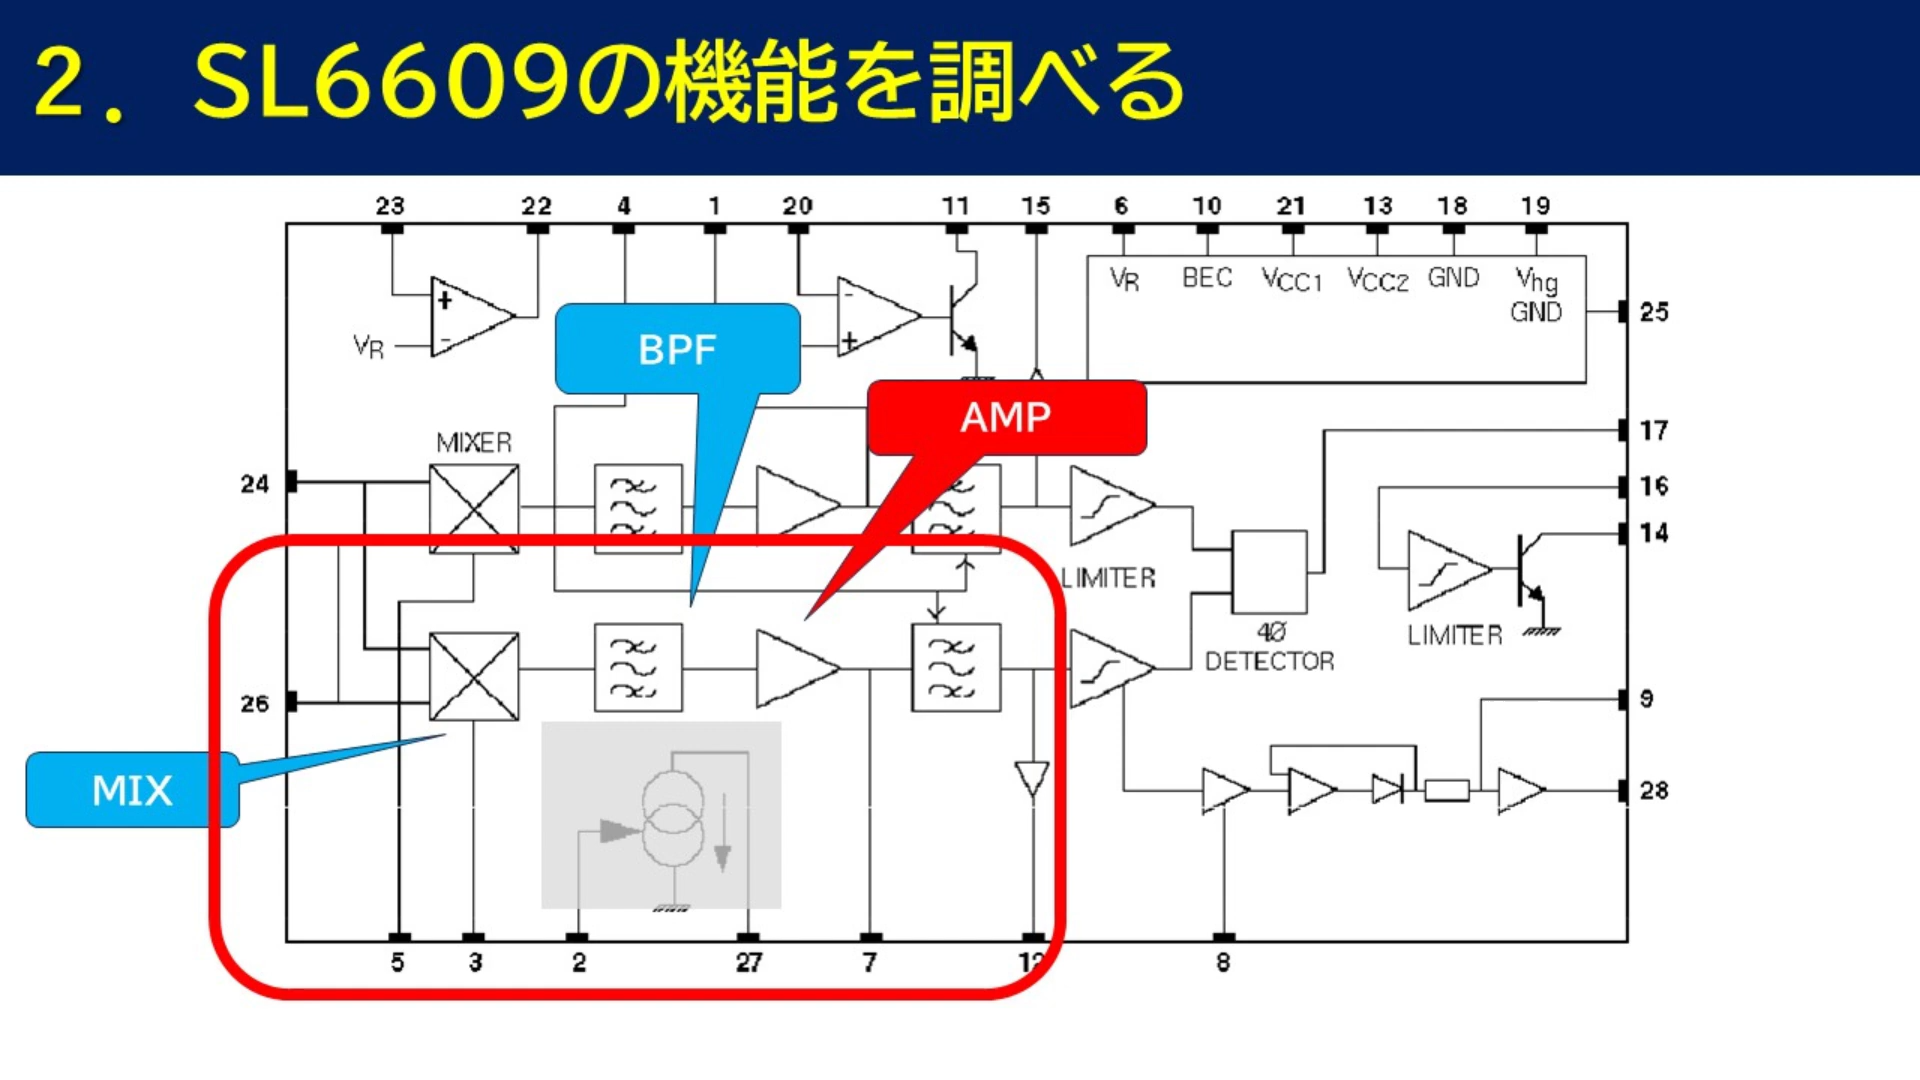 2．SL6609の機能を調べる
23 22 4 1 20 11 15 6 10 21 13 18 19
VR BEC VCC1 VCC2 GND Vhg
GND
25
+
-
VR
-
+
BPF
AMP
MIXER
17
24
16
14
LIMITER
4Ø
DETECTOR
LIMITER
26
9
MIX
28
5 3 2 27 7 12 8